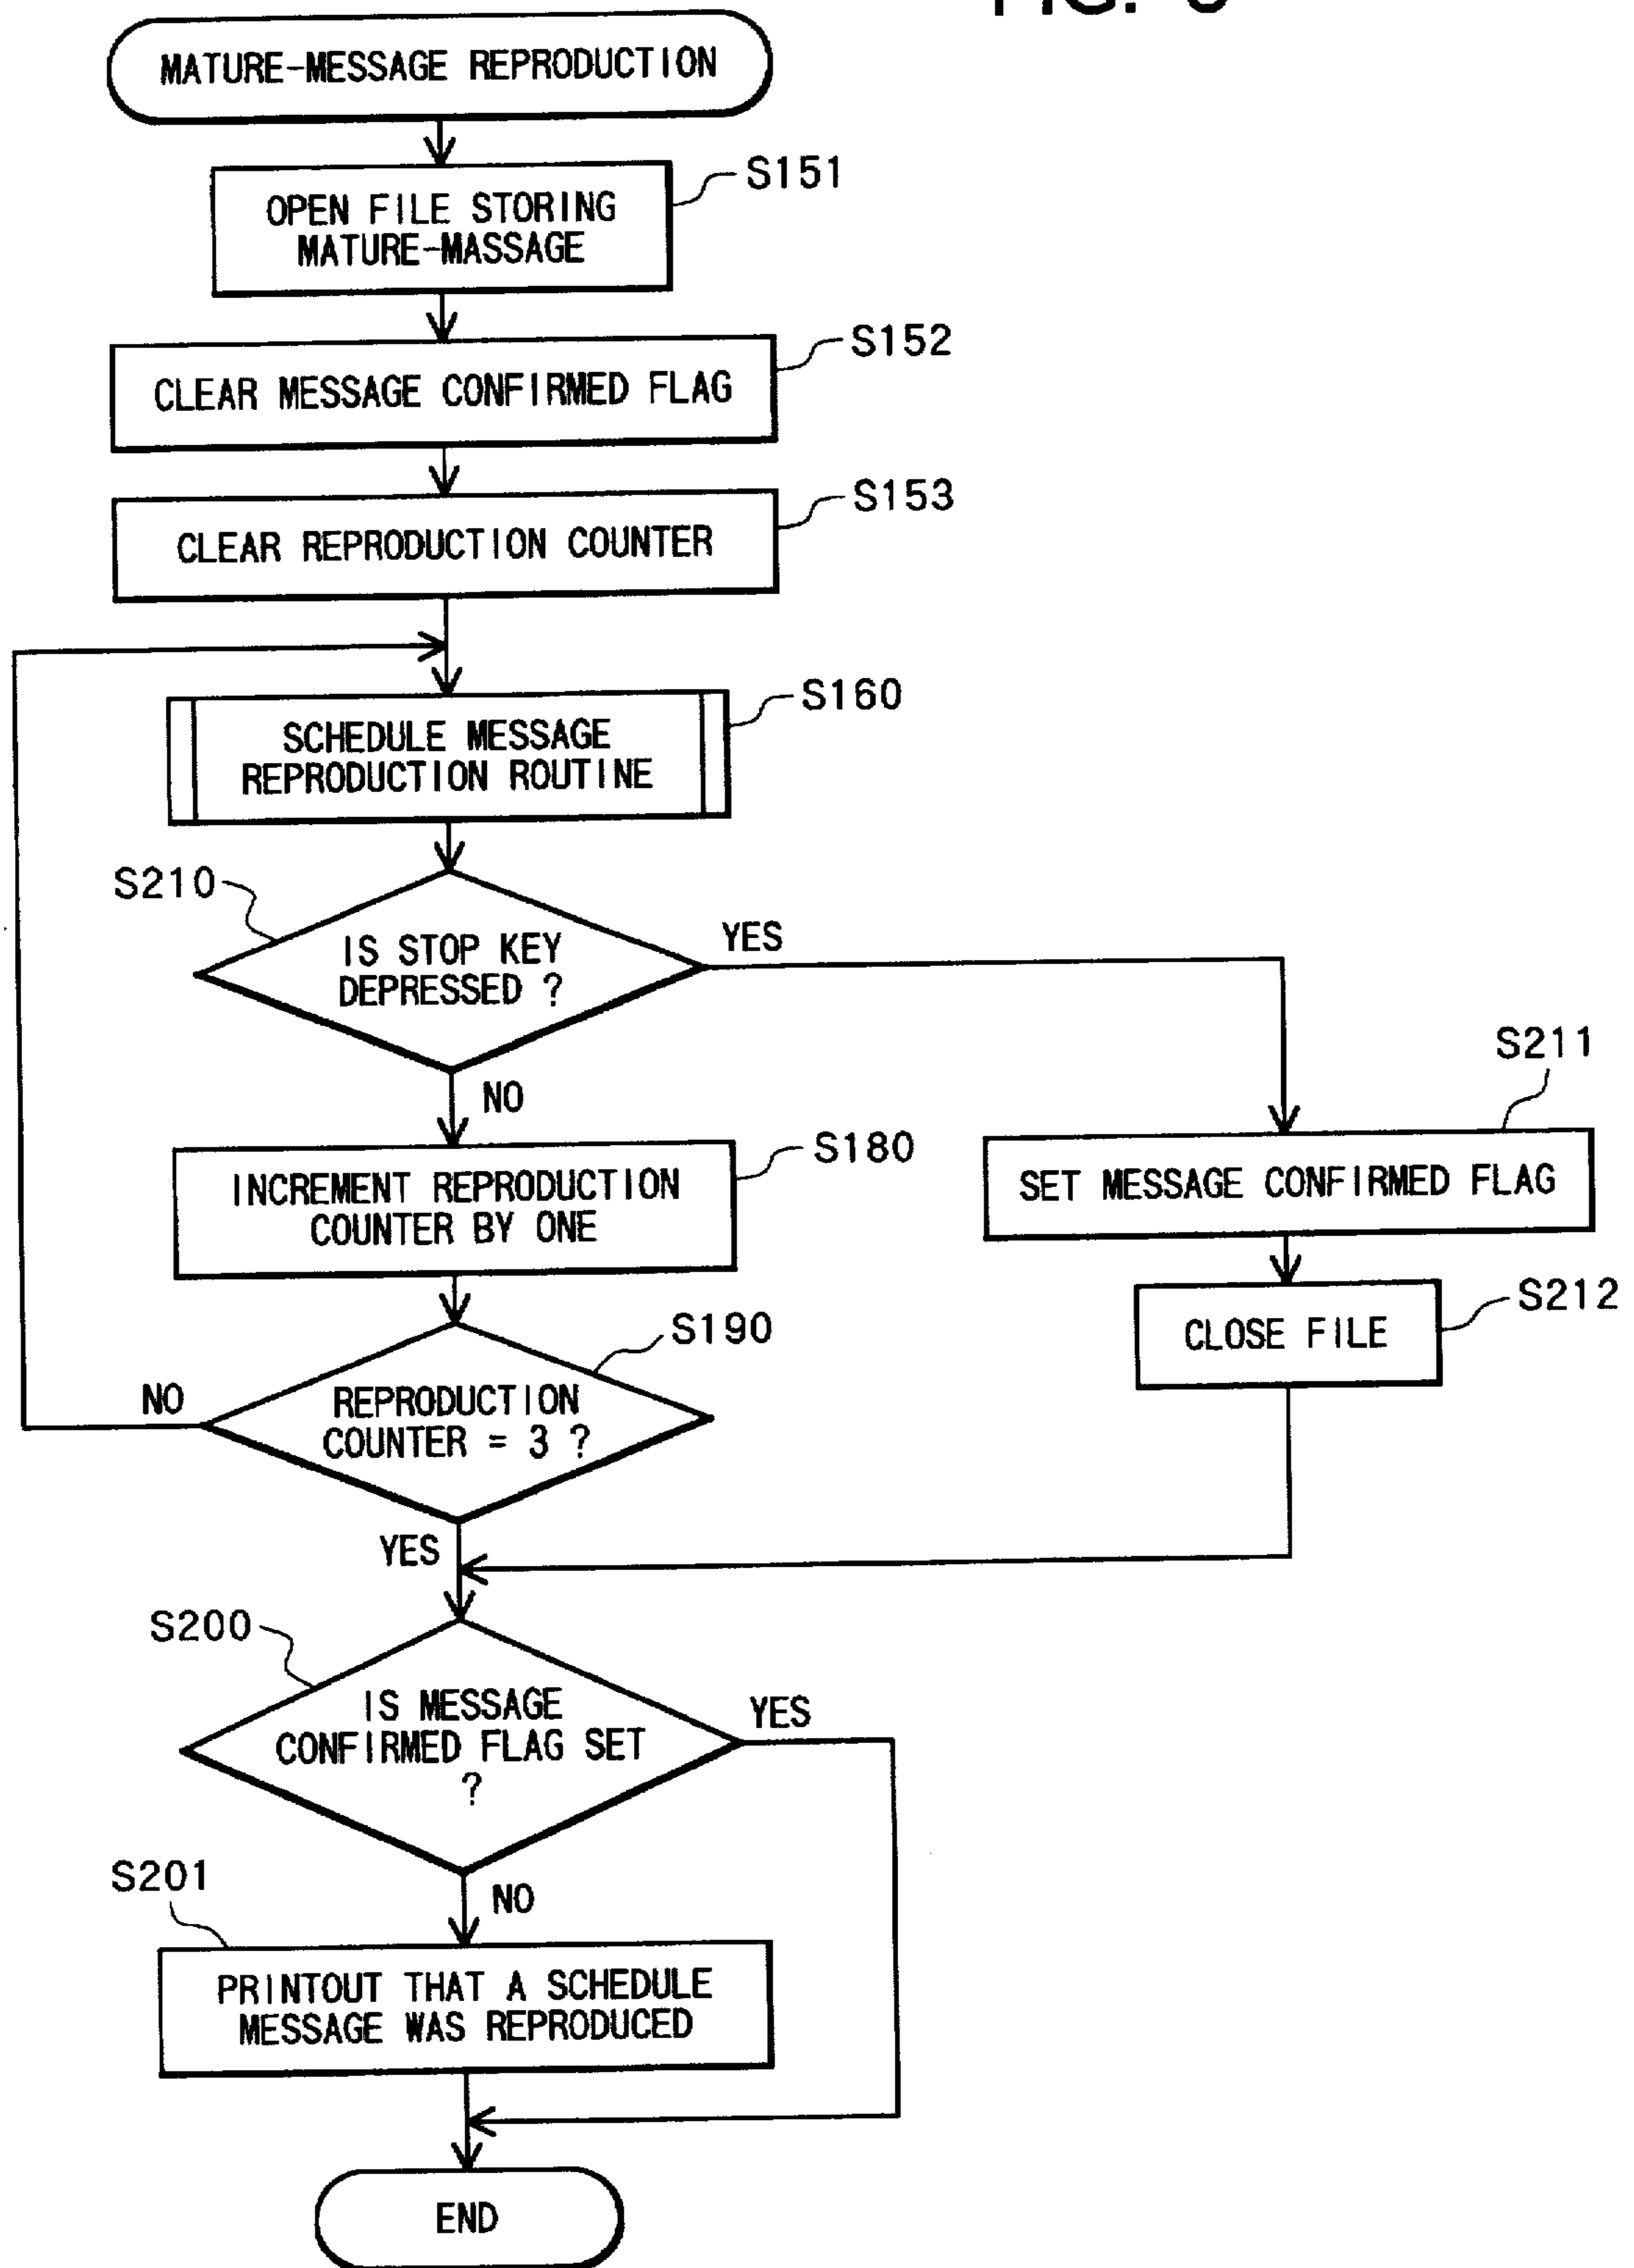 MATURE-MESSAGE REPRODUCTION
S151
OPEN FILE STORING
MATURE-MASSAGE
S152
CLEAR MESSAGE CONFIRMED FLAG
S153
CLEAR REPRODUCTION COUNTER
S160
SCHEDULE MESSAGE
REPRODUCTION ROUTINE
S210
IS STOP KEY
DEPRESSED ?
YES
NO
S211
SET MESSAGE CONFIRMED FLAG
S180
INCREMENT REPRODUCTION
COUNTER BY ONE
S212
CLOSE FILE
S190
REPRODUCTION
COUNTER = 3 ?
NO
YES
S200
IS MESSAGE
CONFIRMED FLAG SET
?
YES
NO
S201
PRINTOUT THAT A SCHEDULE
MESSAGE WAS REPRODUCED
END